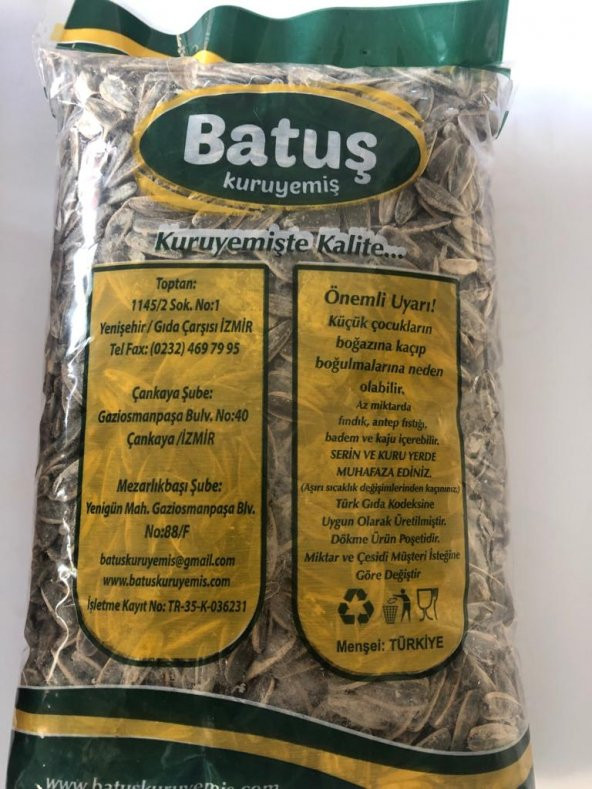 Batuş
kuruyemiş
Kuruyemişte Kalite...
Toptan:
1145/2 Sok. No:1
Yenişehir / Gıda Çarşısı İZMİR
Tel Fax: (0232) 469 79 95
Çankaya Şube:
Gaziosmanpaşa Bulv. No:40
Çankaya /İZMİR
Mezarlıkbaşı Şube:
Yenigün Mah. Gaziosmanpaşa Blv.
No:88/F
batuskuruyemis@gmail.com
www.batuskuruyemis.com
İşletme Kayıt No: TR-35-K-036231
Önemli Uyarı!
Küçük çocukların
boğazına kaçıp
boğulmalarına neden
olabilir.
Az miktarda
fındık, antep fıstığı,
badem ve kaju içerebilir.
SERİN VE KURU YERDE
MUHAFAZA EDİNİZ.
(Aşırı sıcaklık değişimlerinden kaçınınız.)
Türk Gıda Kodeksine
Uygun Olarak Üretilmiştir.
Dökme Ürün Poşetidir.
Miktar ve Çeşidi Müşteri İsteğine
Göre Değiştir
Menşei: TÜRKİYE
www.batuskuruyemis.com